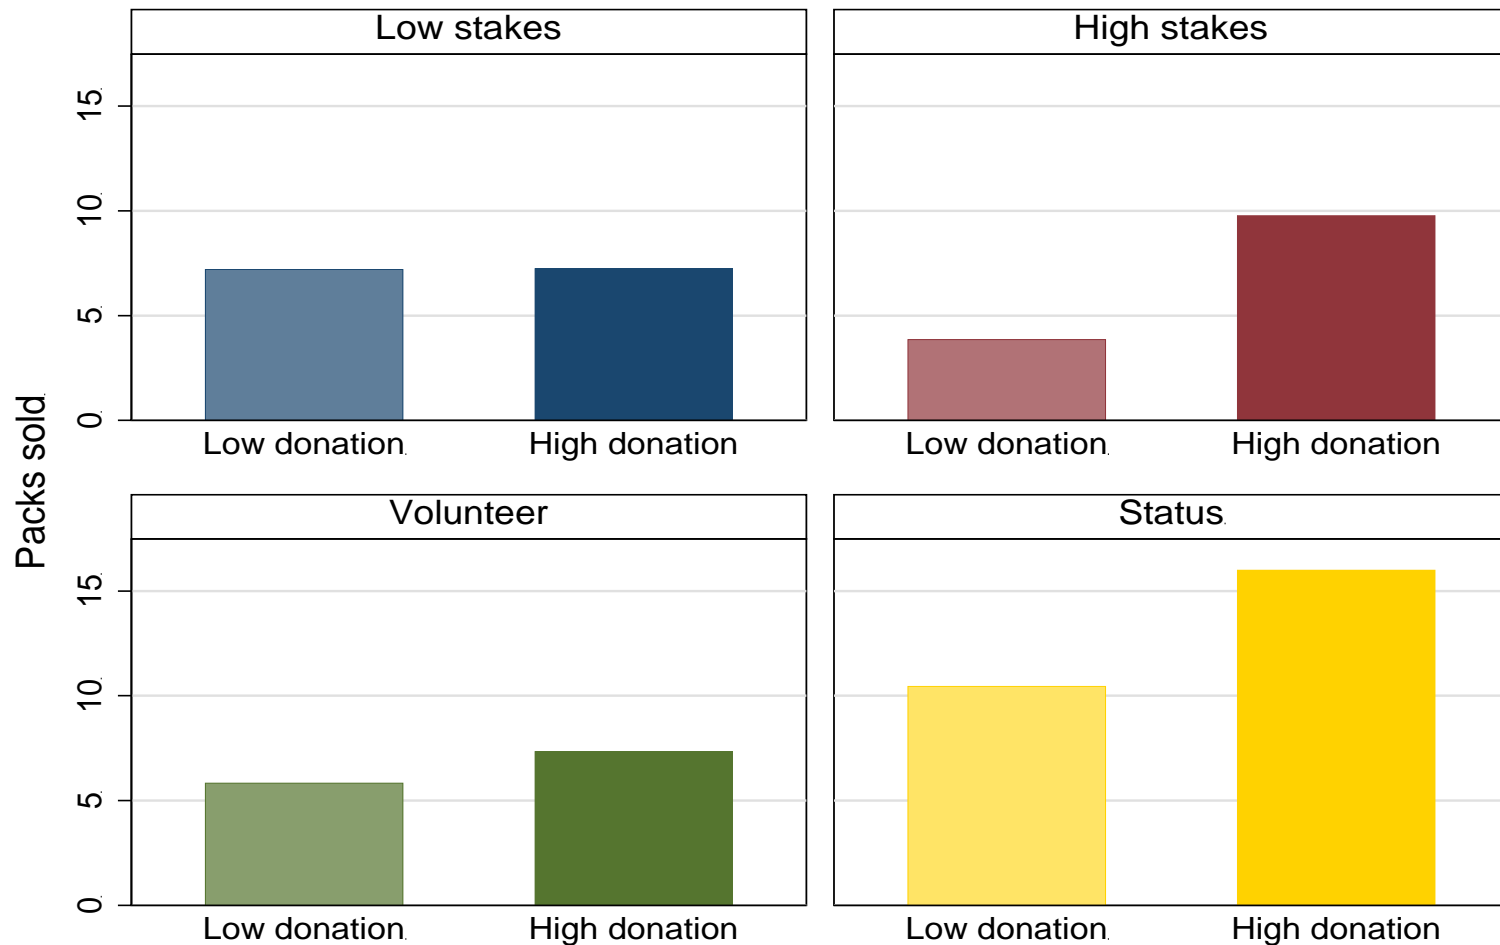 Packs sold
Low stakes
15
10
5
0
Low donation
High donation
High stakes
Low donation
High donation
Volunteer
15
10
5
0
Low donation
High donation
Status
Low donation
High donation